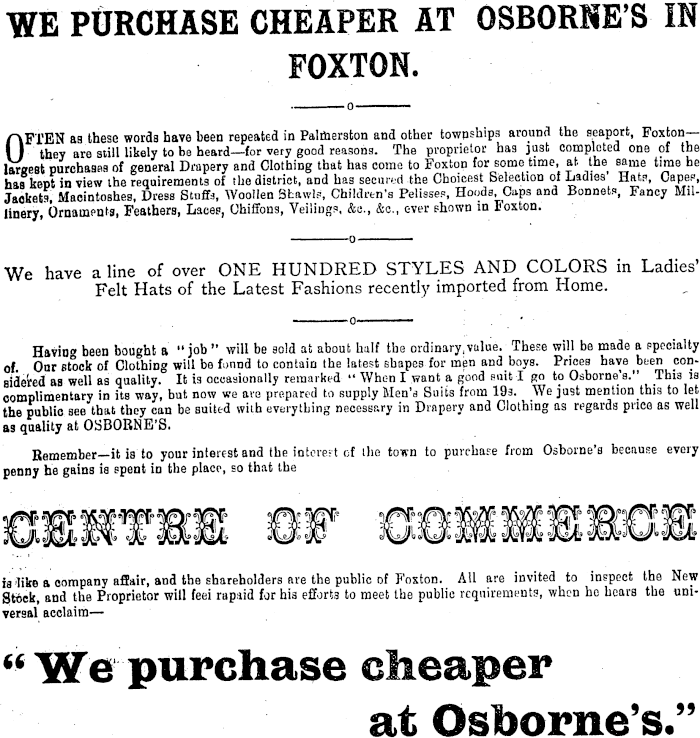 WE PURCHASE CHEAPER AT OSBORNE'S IN
FOXTON.
OFTEN as these words have been repeated in Palmerston and other townships around the seaport, Foxton—
they are still likely to be heard—for very good reasons. The proprietor has just completed one of the
largest purchases of general Drapery and Clothing that has come to Foxton for some time, at the same time he
has kept in view the requirements of the district, and has secured the Choicest Selection of Ladies' Hats, Capes,
Jackets, Macintoshes, Dress Stuffs, Woollen Shawls, Children's Pelisses, Hoods, Caps and Bonnets, Fancy Mil-
linery, Ornaments, Feathers, Laces, Chiffons, Veilings, &c., &c., ever shown in Foxton.
We have a line of over ONE HUNDRED STYLES AND COLORS in Ladies'
Felt Hats of the Latest Fashions recently imported from Home.
Having been bought a "job" will be sold at about half the ordinary value. These will be made a specialty
of. Our stock of Clothing will be found to contain the latest shapes for men and boys. Prices have been con-
sidered as well as quality. It is occasionally remarked "When I want a good suit I go to Osborne's." This is
complimentary in its way, but now we are prepared to supply Men's Suits from 19s. We just mention this to let
the public see that they can be suited with everything necessary in Drapery and Clothing as regards price as well
as quality at OSBORNE'S.
Remember—it is to your interest and the interest of the town to purchase from Osborne's because every
penny he gains is spent in the place, so that the
CENTRE OF COMMERCE
is like a company affair, and the shareholders are the public of Foxton. All are invited to inspect the New
Stock, and the Proprietor will feei rapaid for his efforts to meet the public requirements, when he hears the uni-
versal acclaim—
"We purchase cheaper
at Osborne's."